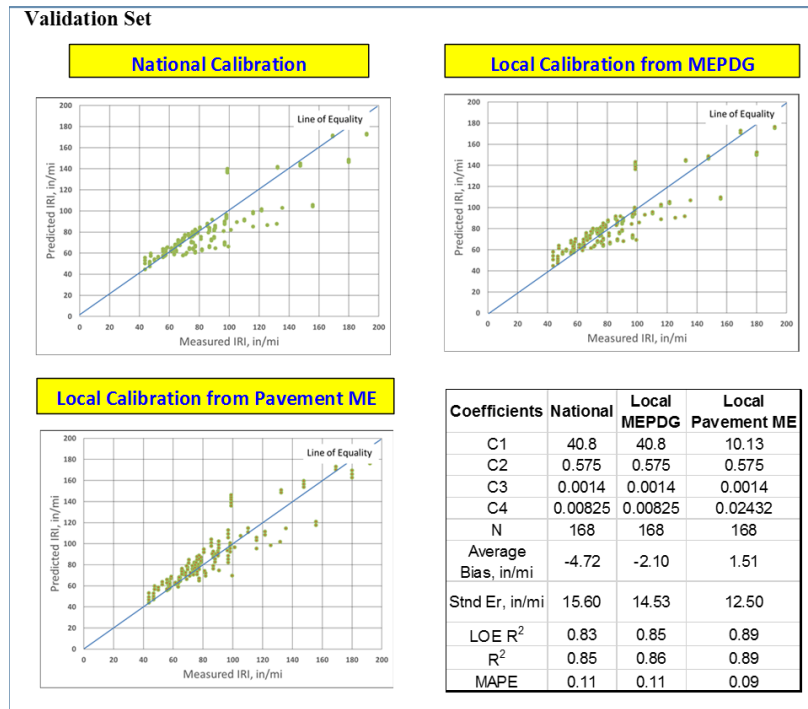 Validation Set
National Calibration
Local Calibration from MEPDG
200
180
160
140
120
100
80
60
40
20
0
Predicted IRI, in/mi
Line of Equality
0 20 40 60 80 100 120 140 160 180 200
Measured IRI, in/mi
200
180
160
140
120
100
80
60
40
20
0
Predicted IRI, in/mi
Line of Equality
0 20 40 60 80 100 120 140 160 180 200
Measured IRI, in/mi
Local Calibration from Pavement ME
200
180
160
140
120
100
80
60
40
20
0
Predicted IRI, in/mi
Line of Equality
0 20 40 60 80 100 120 140 160 180 200
Measured IRI, in/mi
Coefficients National Local MEPDG Local Pavement ME
C1 40.8 40.8 10.13
C2 0.575 0.575 0.575
C3 0.0014 0.0014 0.0014
C4 0.00825 0.00825 0.02432
N 168 168 168
Average Bias, in/mi -4.72 -2.10 1.51
Stnd Er, in/mi 15.60 14.53 12.50
LOE R² 0.83 0.85 0.89
R² 0.85 0.86 0.89
MAPE 0.11 0.11 0.09